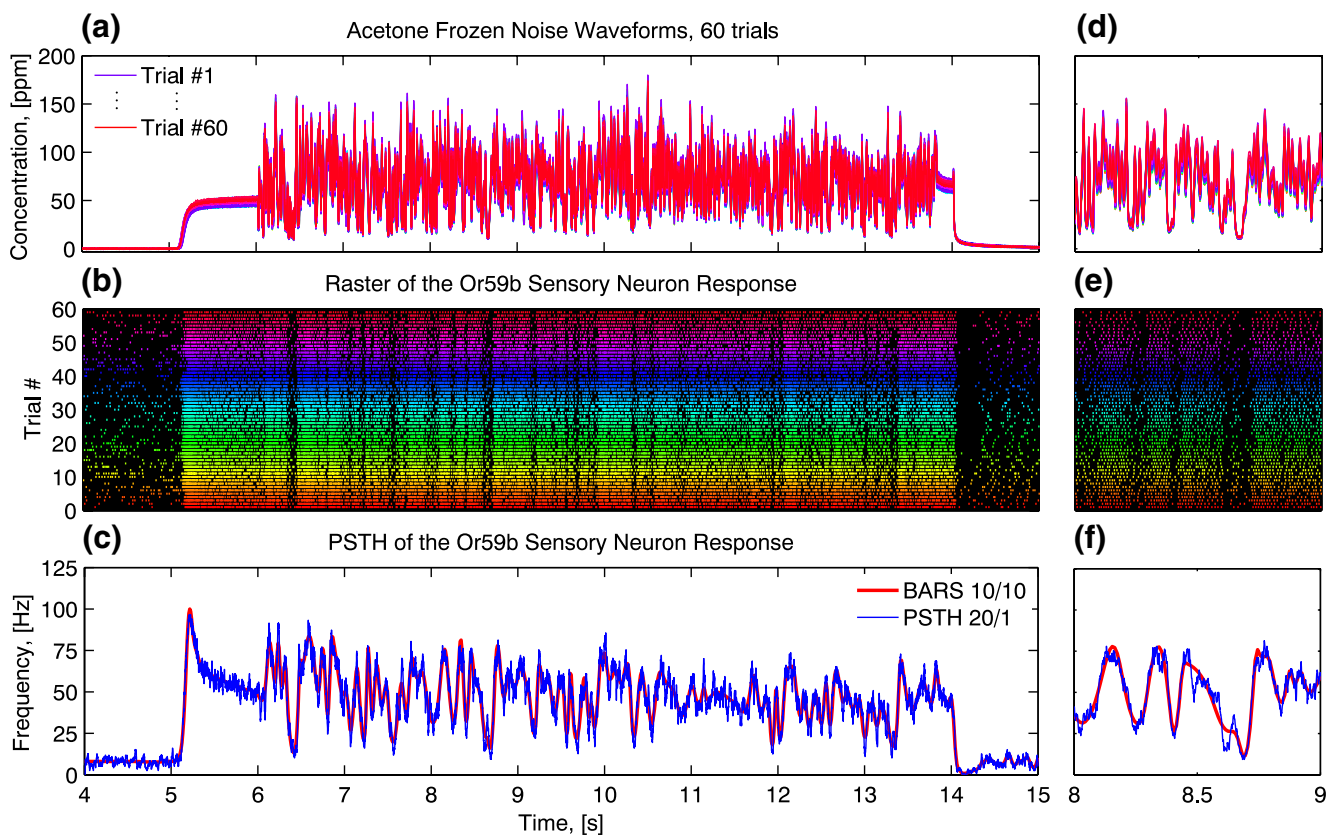 (a)
Acetone Frozen Noise Waveforms, 60 trials
(d)
Concentration, [ppm]
200
150
100
50
0
Trial #1
Trial #60
(b)
Raster of the Or59b Sensory Neuron Response
(e)
Trial #
60
50
40
30
20
10
0
(c)
PSTH of the Or59b Sensory Neuron Response
(f)
Frequency, [Hz]
125
100
75
50
25
0
BARS 10/10
PSTH 20/1
4 5 6 7 8 9 10 11 12 13 14 15
Time, [s]
8 8.5 9